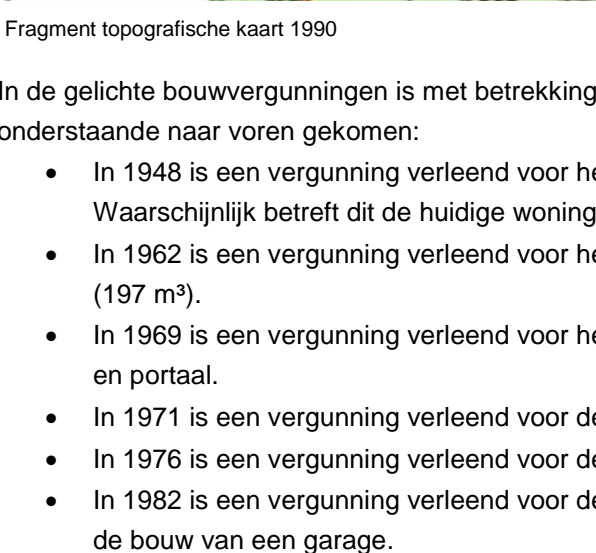 Fragment topografische kaart 1990
In de gelichte bouwvergunningen is met betrekking
onderstaande naar voren gekomen:
• In 1948 is een vergunning verleend voor he
Waarschijnlijk betreft dit de huidige woning
• In 1962 is een vergunning verleend voor he
(197 m³).
• In 1969 is een vergunning verleend voor he
en portaal.
• In 1971 is een vergunning verleend voor de
• In 1976 is een vergunning verleend voor de
• In 1982 is een vergunning verleend voor de
de bouw van een garage.